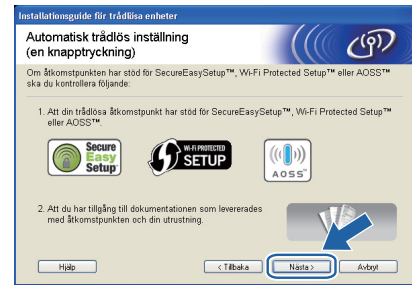 Installationsguide för trådlösa enheter
Automatisk trådlös inställning
(en knapptryckning)
Om åtkomstpunkten har stöd för SecureEasySetup™, Wi-Fi Protected Setup™ eller AOSS™
ska du kontrollera följande:
1. Att din trådlösa åtkomstpunkt har stöd för SecureEasySetup™, Wi-Fi Protected Setup™
eller AOSS™.
Secure
Easy
Setup
WI-FI PROTECTED
SETUP
AOSS™
2. Att du har tillgång till dokumentationen som levererades
med åtkomstpunkten och din utrustning.
Hjälp
< Tillbaka
Nästa >
Avbryt